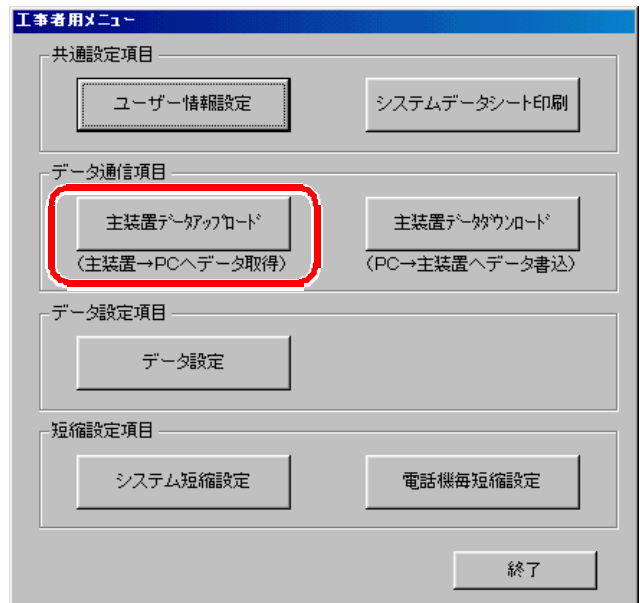 工事者用メニュー
共通設定項目
ユーザー情報設定
システムデータシート印刷
データ通信項目
主装置ﾃﾞｰﾀｱｯﾌﾟﾛｰﾄﾞ
主装置ﾃﾞｰﾀﾀﾞｳﾝﾛｰﾄﾞ
(主装置→PCへデータ取得)
(PC→主装置へデータ書込)
データ設定項目
データ設定
短縮設定項目
システム短縮設定
電話機毎短縮設定
終了